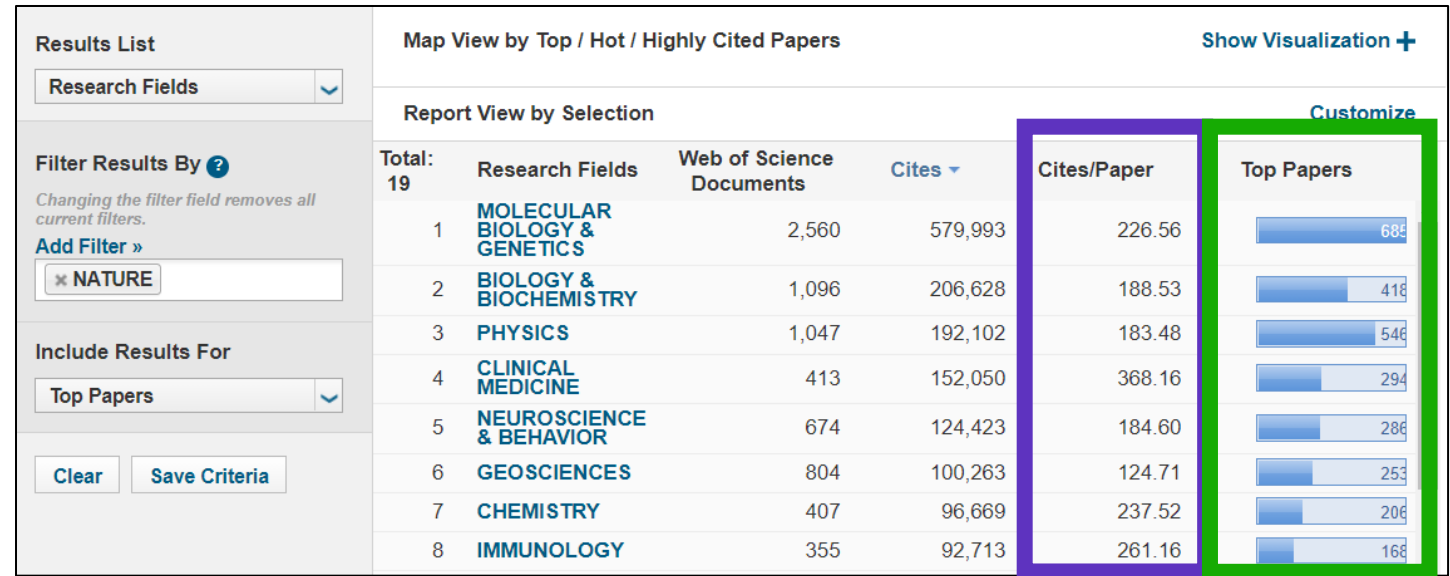 Results List
Research Fields
Filter Results By ?
Changing the filter field removes all
current filters.
Add Filter »
× NATURE
Include Results For
Top Papers
Clear Save Criteria
Map View by Top / Hot / Highly Cited Papers Show Visualization +
Report View by Selection Customize
Total: 19 Research Fields Web of Science Documents Cites Cites/Paper Top Papers
1 MOLECULAR BIOLOGY & GENETICS 2,560 579,993 226.56 685
2 BIOLOGY & BIOCHEMISTRY 1,096 206,628 188.53 418
3 PHYSICS 1,047 192,102 183.48 546
4 CLINICAL MEDICINE 413 152,050 368.16 294
5 NEUROSCIENCE & BEHAVIOR 674 124,423 184.60 286
6 GEOSCIENCES 804 100,263 124.71 253
7 CHEMISTRY 407 96,669 237.52 206
8 IMMUNOLOGY 355 92,713 261.16 168